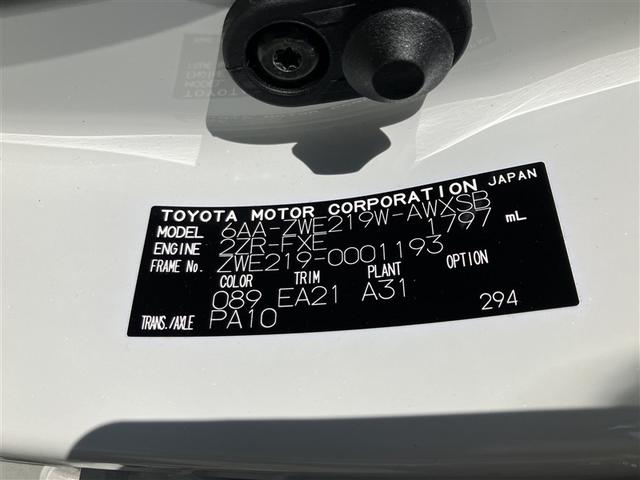 TOYOTA MOTOR CORPORATION JAPAN
MODEL 6AA-ZWE219W-AWXSB
ENGINE 2ZR-FXE 1797 mL
FRAME No. ZWE219-0001193
COLOR TRIM PLANT OPTION
089 EA21 A31
TRANS./AXLE PA10 294